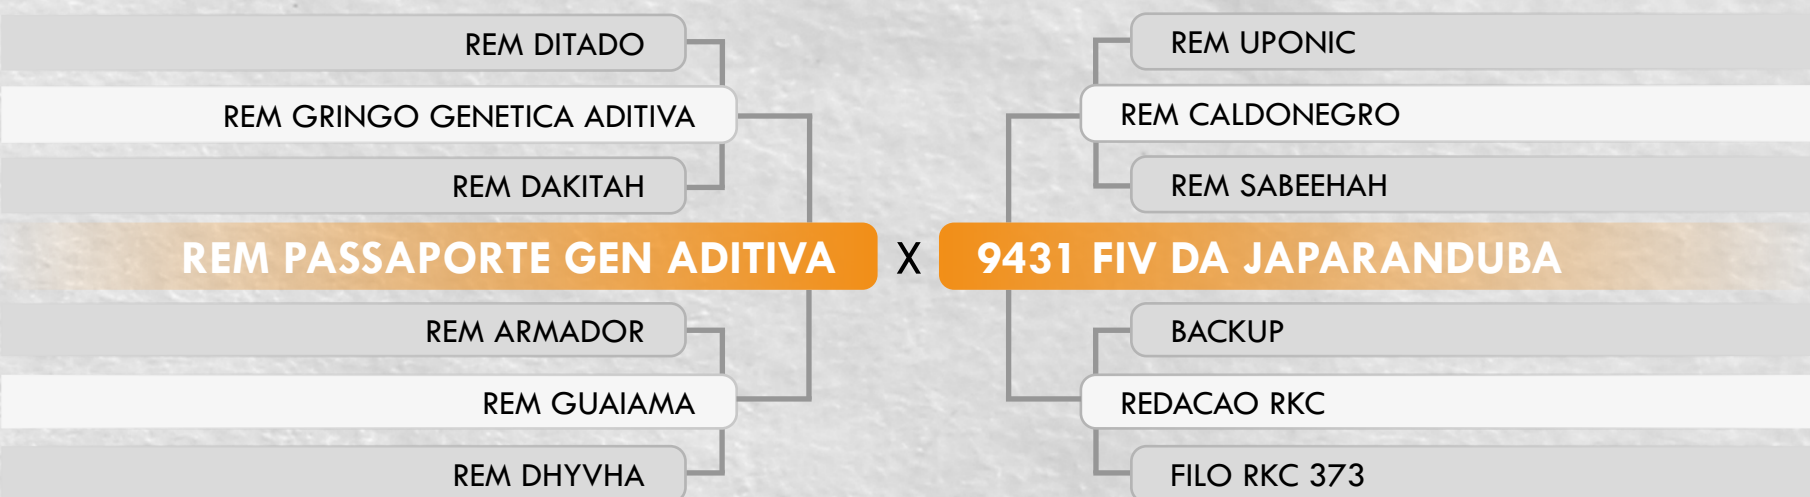 REM DITADO
REM GRINGO GENETICA ADITIVA
REM DAKITAH
REM PASSAPORTE GEN ADITIVA
REM ARMADOR
REM GUAIAMA
REM DHYVHA
X
REM UPONIC
REM CALDONEGRO
REM SABEEHAH
9431 FIV DA JAPARANDUBA
BACKUP
REDACAO RKC
FILO RKC 373